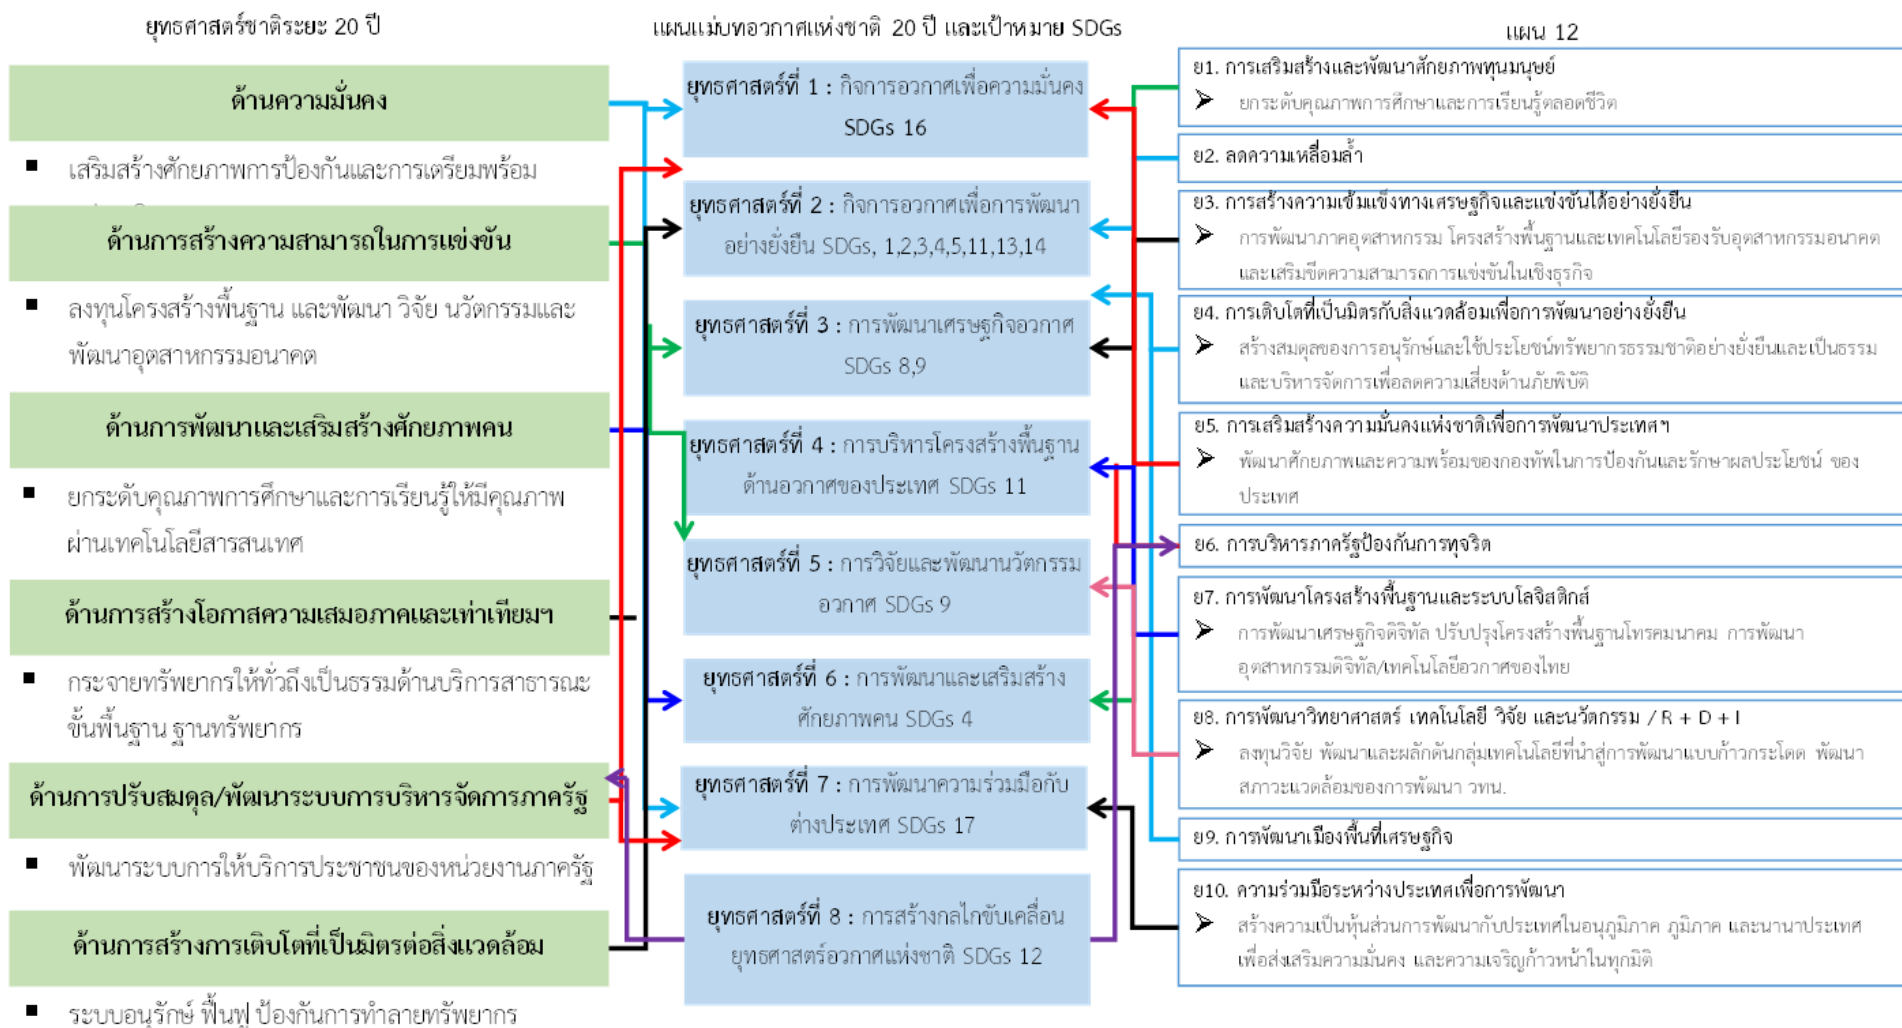 ยุทธศาสตร์ชาติระยะ 20 ปี
ด้านความมั่นคง
▪ เสริมสร้างศักยภาพการป้องกันและการเตรียมพร้อม
ด้านการสร้างความสามารถในการแข่งขัน
▪ ลงทุนโครงสร้างพื้นฐาน และพัฒนา วิจัย นวัตกรรมและ
พัฒนาอุตสาหกรรมอนาคต
ด้านการพัฒนาและเสริมสร้างศักยภาพคน
▪ ยกระดับคุณภาพการศึกษาและการเรียนรู้ให้มีคุณภาพ
ผ่านเทคโนโลยีสารสนเทศ
ด้านการสร้างโอกาสความเสมอภาคและเท่าเทียมฯ
▪ กระจายทรัพยากรให้ทั่วถึงเป็นธรรมด้านบริการสาธารณะ
ขั้นพื้นฐาน ฐานทรัพยากร
ด้านการปรับสมดุล/พัฒนาระบบการบริหารจัดการภาครัฐ
▪ พัฒนาระบบการให้บริการประชาชนของหน่วยงานภาครัฐ
ด้านการสร้างการเติบโตที่เป็นมิตรต่อสิ่งแวดล้อม
▪ ระบบอนุรักษ์ ฟื้นฟู ป้องกันการทำลายทรัพยากร
แผนแม่บทอวกาศแห่งชาติ 20 ปี และเป้าหมาย SDGs
ยุทธศาสตร์ที่ 1 : กิจการอวกาศเพื่อความมั่นคง
SDGs 16
ยุทธศาสตร์ที่ 2 : กิจการอวกาศเพื่อการพัฒนา
อย่างยั่งยืน SDGs, 1,2,3,4,5,11,13,14
ยุทธศาสตร์ที่ 3 : การพัฒนาเศรษฐกิจอวกาศ
SDGs 8,9
ยุทธศาสตร์ที่ 4 : การบริหารโครงสร้างพื้นฐาน
ด้านอวกาศของประเทศ SDGs 11
ยุทธศาสตร์ที่ 5 : การวิจัยและพัฒนานวัตกรรม
อวกาศ SDGs 9
ยุทธศาสตร์ที่ 6 : การพัฒนาและเสริมสร้าง
ศักยภาพคน SDGs 4
ยุทธศาสตร์ที่ 7 : การพัฒนาความร่วมมือกับ
ต่างประเทศ SDGs 17
ยุทธศาสตร์ที่ 8 : การสร้างกลไกขับเคลื่อน
ยุทธศาสตร์อวกาศแห่งชาติ SDGs 12
แผน 12
ย1. การเสริมสร้างและพัฒนาศักยภาพทุนมนุษย์
➢ ยกระดับคุณภาพการศึกษาและการเรียนรู้ตลอดชีวิต
ย2. ลดความเหลื่อมล้ำ
ย3. การสร้างความเข้มแข็งทางเศรษฐกิจและแข่งขันได้อย่างยั่งยืน
➢ การพัฒนาภาคอุตสาหกรรม โครงสร้างพื้นฐานและเทคโนโลยีรองรับอุตสาหกรรมอนาคต
และเสริมขีดความสามารถการแข่งขันในเชิงธุรกิจ
ย4. การเติบโตที่เป็นมิตรกับสิ่งแวดล้อมเพื่อการพัฒนาอย่างยั่งยืน
➢ สร้างสมดุลของการอนุรักษ์และใช้ประโยชน์ทรัพยากรธรรมชาติอย่างยั่งยืนและเป็นธรรม
และบริหารจัดการเพื่อลดความเสี่ยงด้านภัยพิบัติ
ย5. การเสริมสร้างความมั่นคงแห่งชาติเพื่อการพัฒนาประเทศฯ
➢ พัฒนาศักยภาพและความพร้อมของกองทัพในการป้องกันและรักษาผลประโยชน์ ของ
ประเทศ
ย6. การบริหารภาครัฐป้องกันการทุจริต
ย7. การพัฒนาโครงสร้างพื้นฐานและระบบโลจิสติกส์
➢ การพัฒนาเศรษฐกิจดิจิทัล ปรับปรุงโครงสร้างพื้นฐานโทรคมนาคม การพัฒนา
อุตสาหกรรมดิจิทัล/เทคโนโลยีอวกาศของไทย
ย8. การพัฒนาวิทยาศาสตร์ เทคโนโลยี วิจัย และนวัตกรรม / R + D + I
➢ ลงทุนวิจัย พัฒนาและผลักดันกลุ่มเทคโนโลยีที่นำสู่การพัฒนาแบบก้าวกระโดด พัฒนา
สภาวะแวดล้อมของการพัฒนา วทน.
ย9. การพัฒนาเมืองพื้นที่เศรษฐกิจ
ย10. ความร่วมมือระหว่างประเทศเพื่อการพัฒนา
➢ สร้างความเป็นหุ้นส่วนการพัฒนากับประเทศในอนุภูมิภาค ภูมิภาค และนานาประเทศ
เพื่อส่งเสริมความมั่นคง และความเจริญก้าวหน้าในทุกมิติ